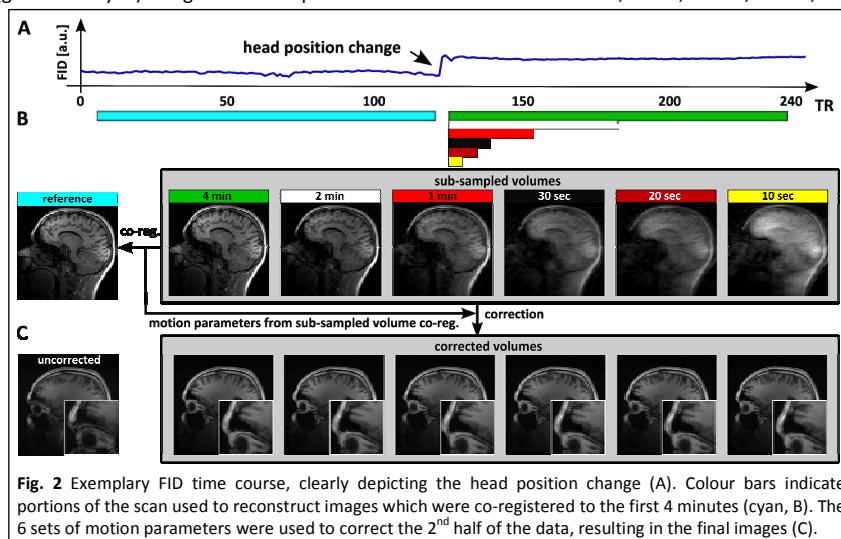 A
FID [a.u.]
head position change
0 50 100 150 200 240 TR
B
sub-sampled volumes
reference 4 min 2 min 1 min 30 sec 20 sec 10 sec
co-reg.
motion parameters from sub-sampled volume co-reg.
correction
C
uncorrected
corrected volumes
Fig. 2 Exemplary FID time course, clearly depicting the head position change (A). Colour bars indicate
portions of the scan used to reconstruct images which were co-registered to the first 4 minutes (cyan, B). The
6 sets of motion parameters were used to correct the 2nd half of the data, resulting in the final images (C).